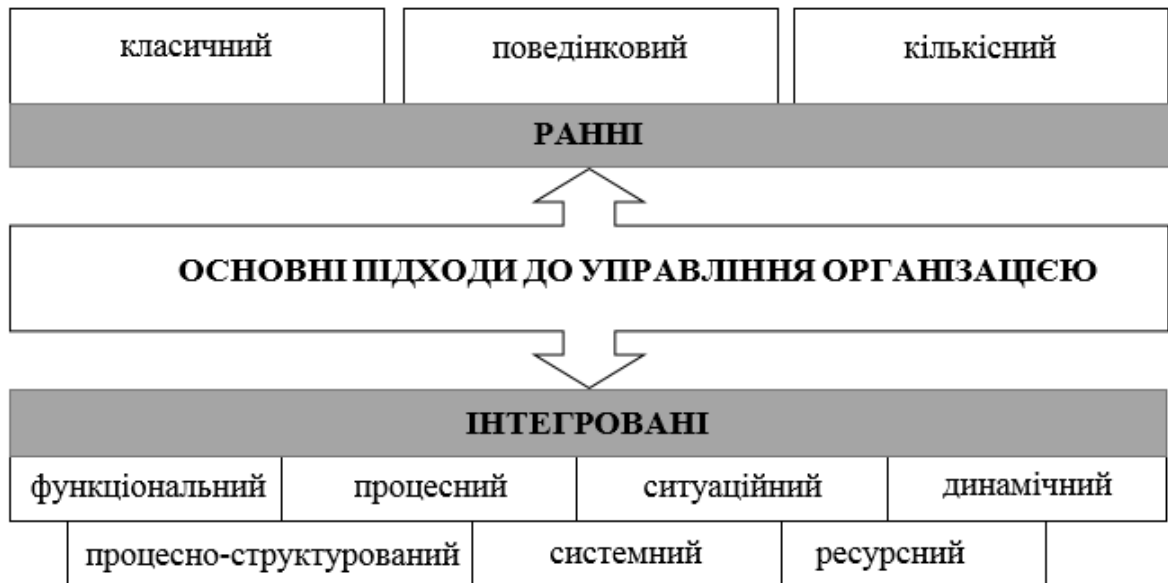 класичний
поведінковий
кількісний
РАННІ
ОСНОВНІ ПІДХОДИ ДО УПРАВЛІННЯ ОРГАНІЗАЦІЄЮ
ІНТЕГРОВАНІ
функціональний
процесний
ситуаційний
динамічний
процесно-структурований
системний
ресурсний